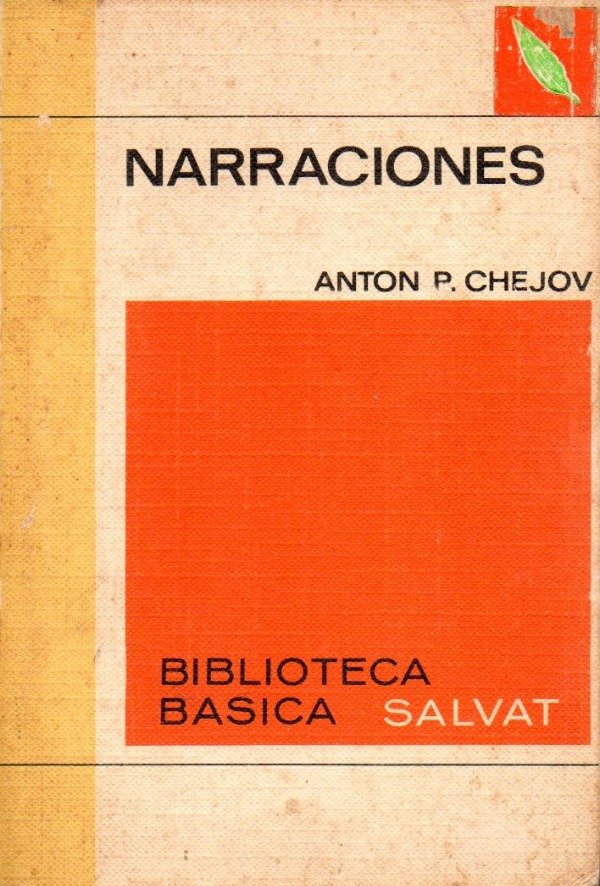 NARRACIONES
ANTON P. CHEJOV
BIBLIOTECA
BASICA SALVAT